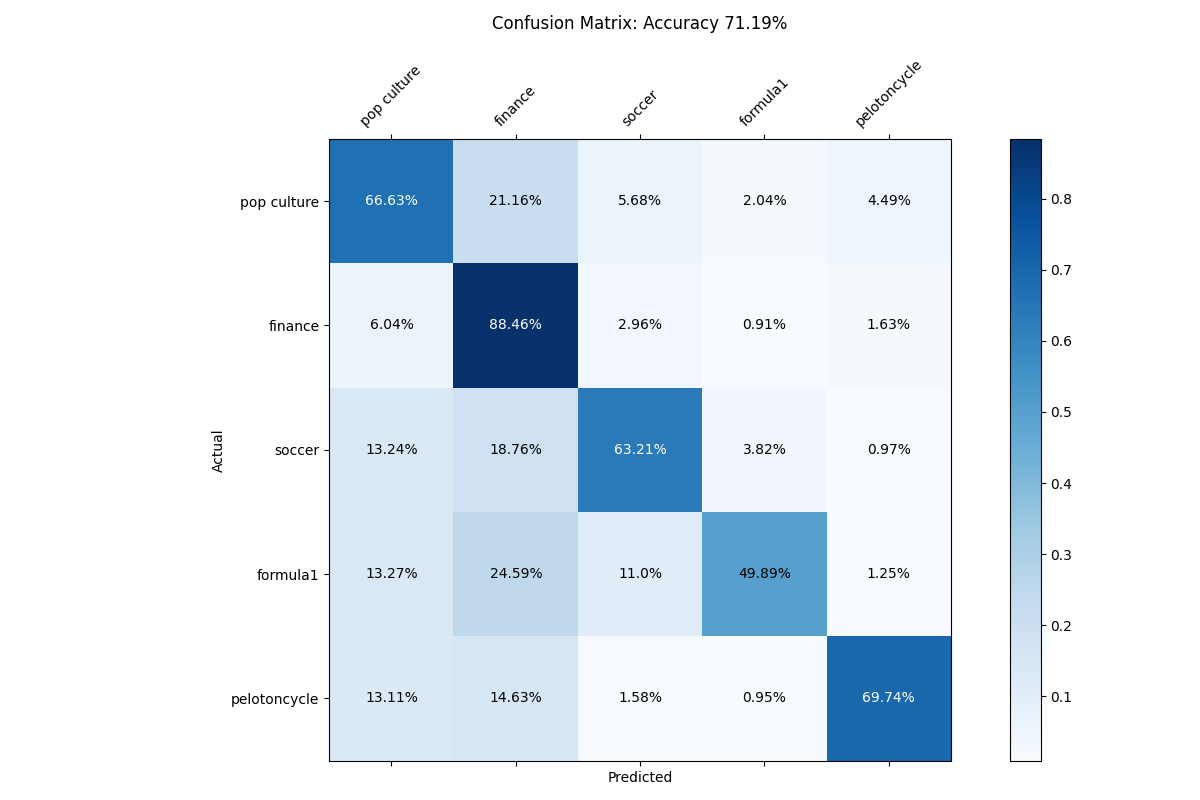 Confusion Matrix: Accuracy 71.19%
pop culture finance soccer formula1 pelotoncycle
pop culture 66.63% 21.16% 5.68% 2.04% 4.49%
finance 6.04% 88.46% 2.96% 0.91% 1.63%
soccer 13.24% 18.76% 63.21% 3.82% 0.97%
formula1 13.27% 24.59% 11.0% 49.89% 1.25%
pelotoncycle 13.11% 14.63% 1.58% 0.95% 69.74%
Actual
Predicted
0.8
0.7
0.6
0.5
0.4
0.3
0.2
0.1